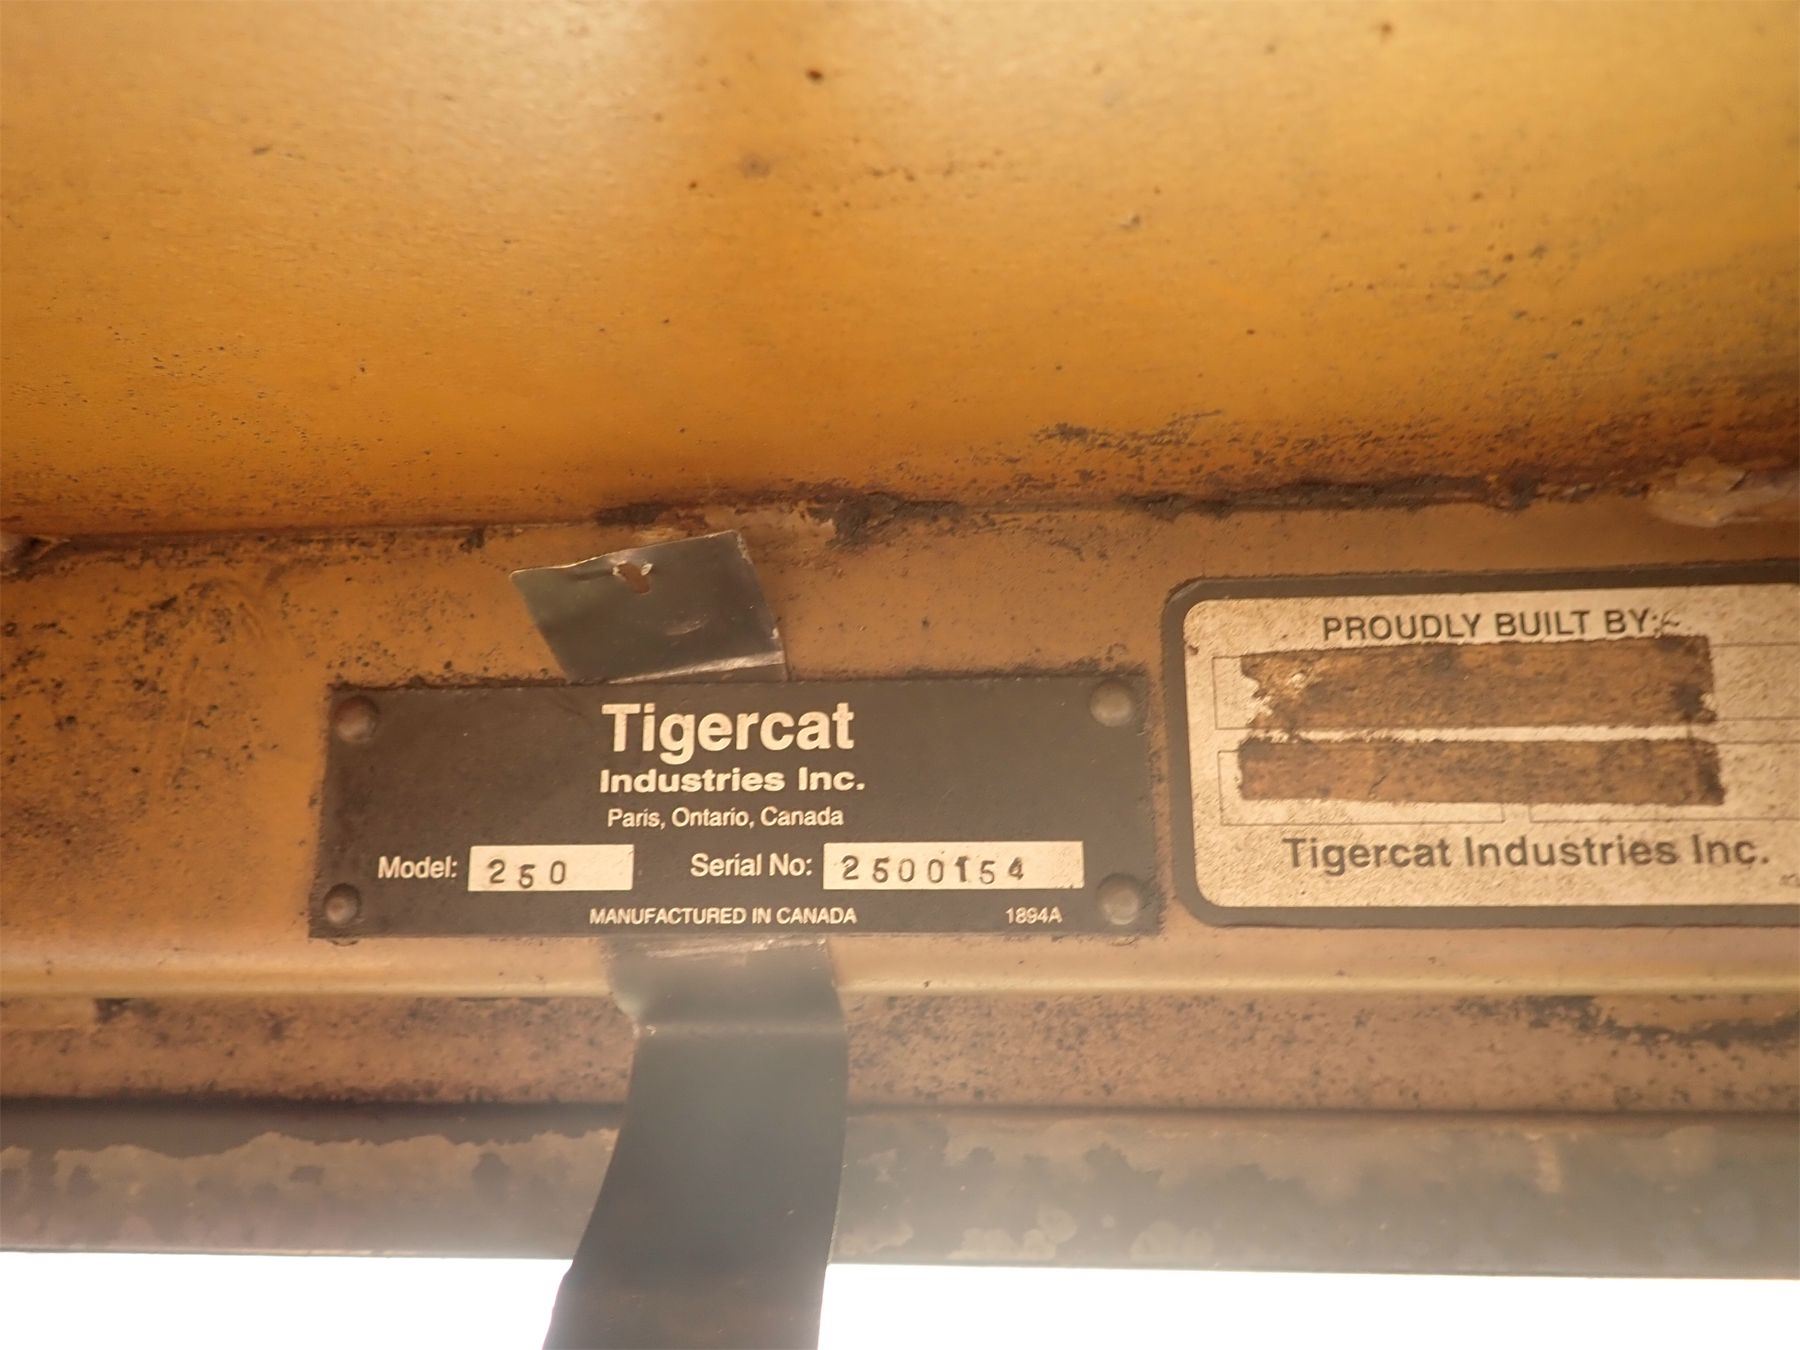 Tigercat
Industries Inc.
Paris, Ontario, Canada
Model: 250 Serial No: 2500154
MANUFACTURED IN CANADA 1894A
PROUDLY BUILT BY:
Tigercat Industries Inc.